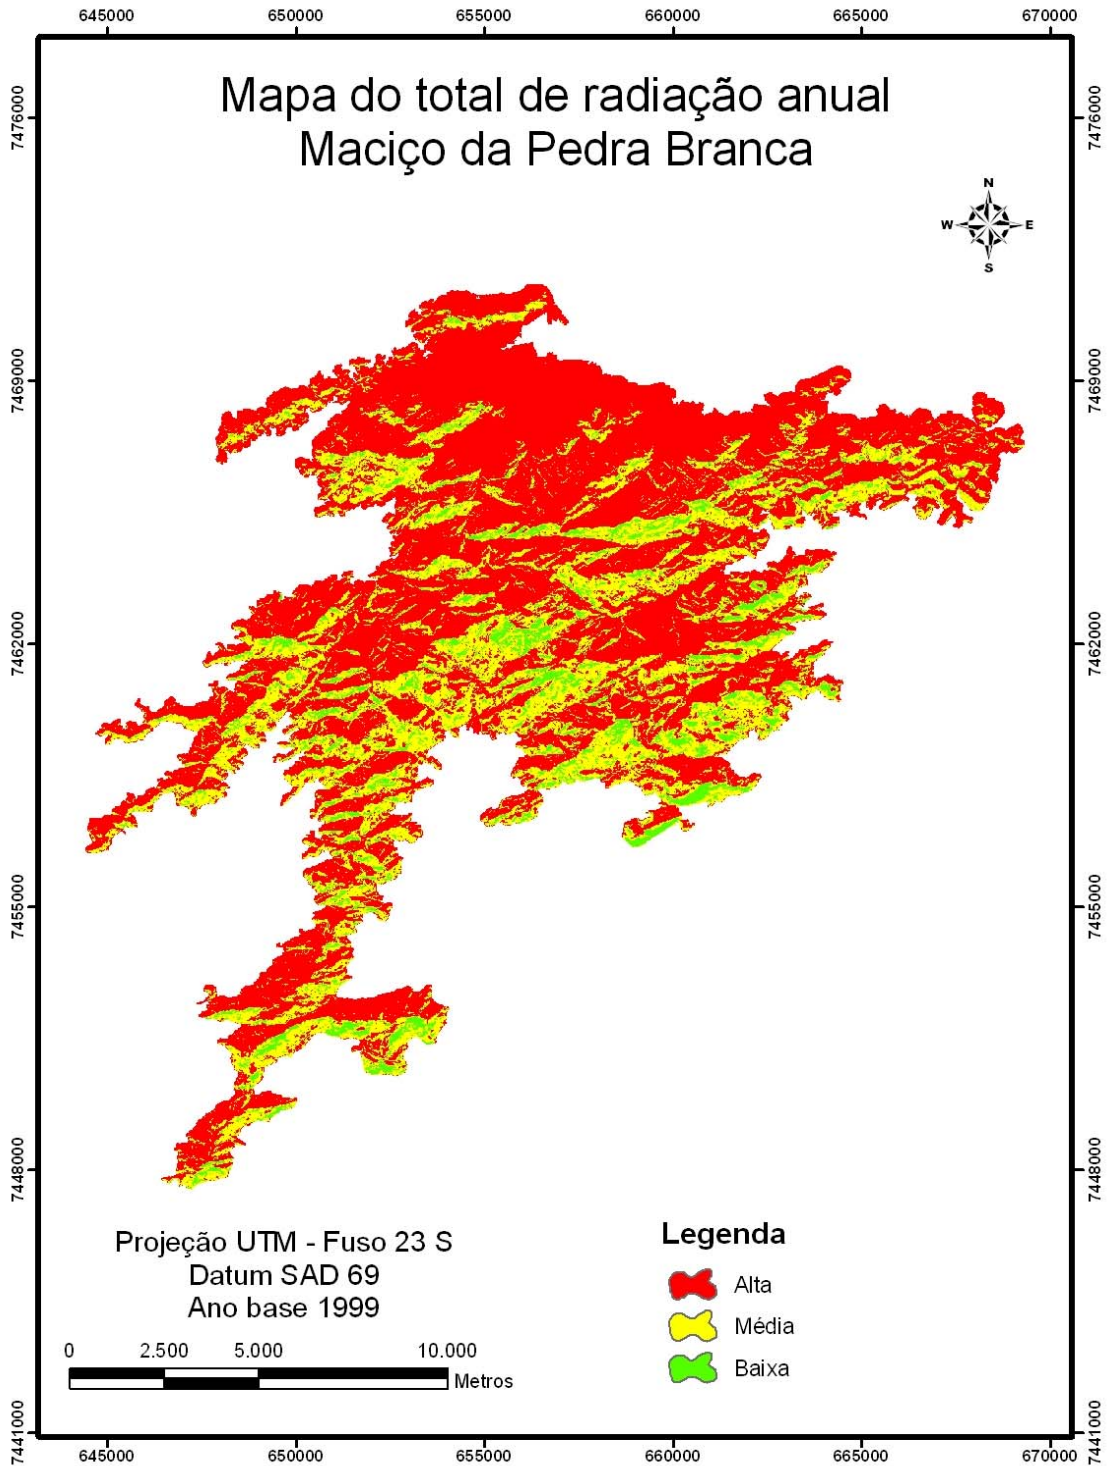 645000 650000 655000 660000 665000 670000
Mapa do total de radiação anual
Maciço da Pedra Branca
N
W E
S
7476000 7476000
7469000 7469000
7462000 7462000
7455000 7455000
7448000 7448000
7441000 7441000
Projeção UTM - Fuso 23 S
Datum SAD 69
Ano base 1999
0 2.500 5.000 10.000
Metros
Legenda
Alta
Média
Baixa
645000 650000 655000 660000 665000 670000